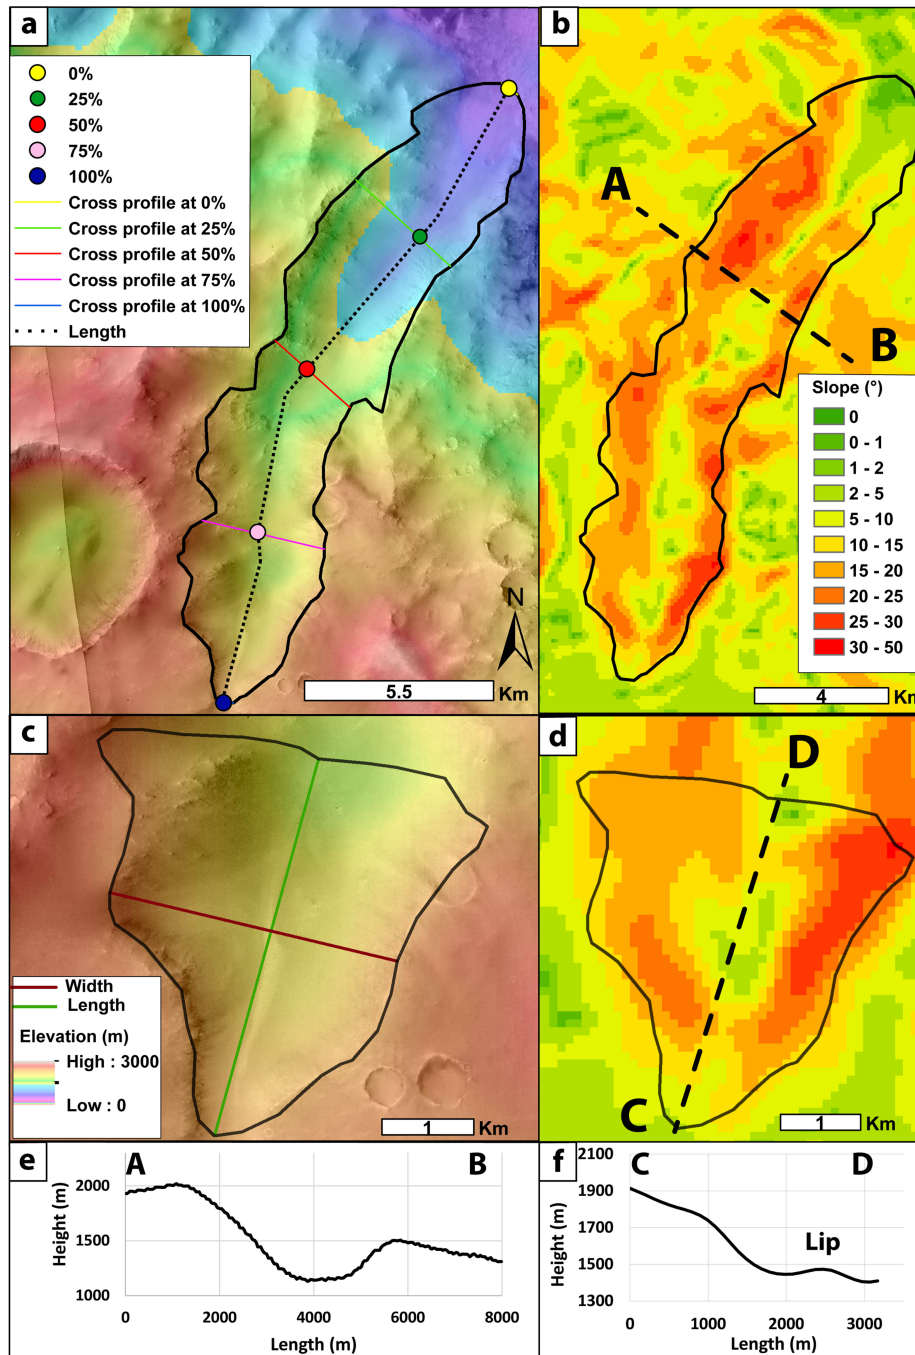 a
0%
25%
50%
75%
100%
Cross profile at 0%
Cross profile at 25%
Cross profile at 50%
Cross profile at 75%
Cross profile at 100%
Length
N
5.5 Km
b
A
B
Slope (°)
0
0 - 1
1 - 2
2 - 5
5 - 10
10 - 15
15 - 20
20 - 25
25 - 30
30 - 50
4 Km
c
Width
Length
Elevation (m)
High : 3000
Low : 0
1 Km
d
D
C
1 Km
e
A B
Height (m)
2000
1500
1000
0 2000 4000 6000 8000
Length (m)
f
C D
Height (m)
2100
1900
1700
1500
1300
Lip
0 1000 2000 3000
Length (m)